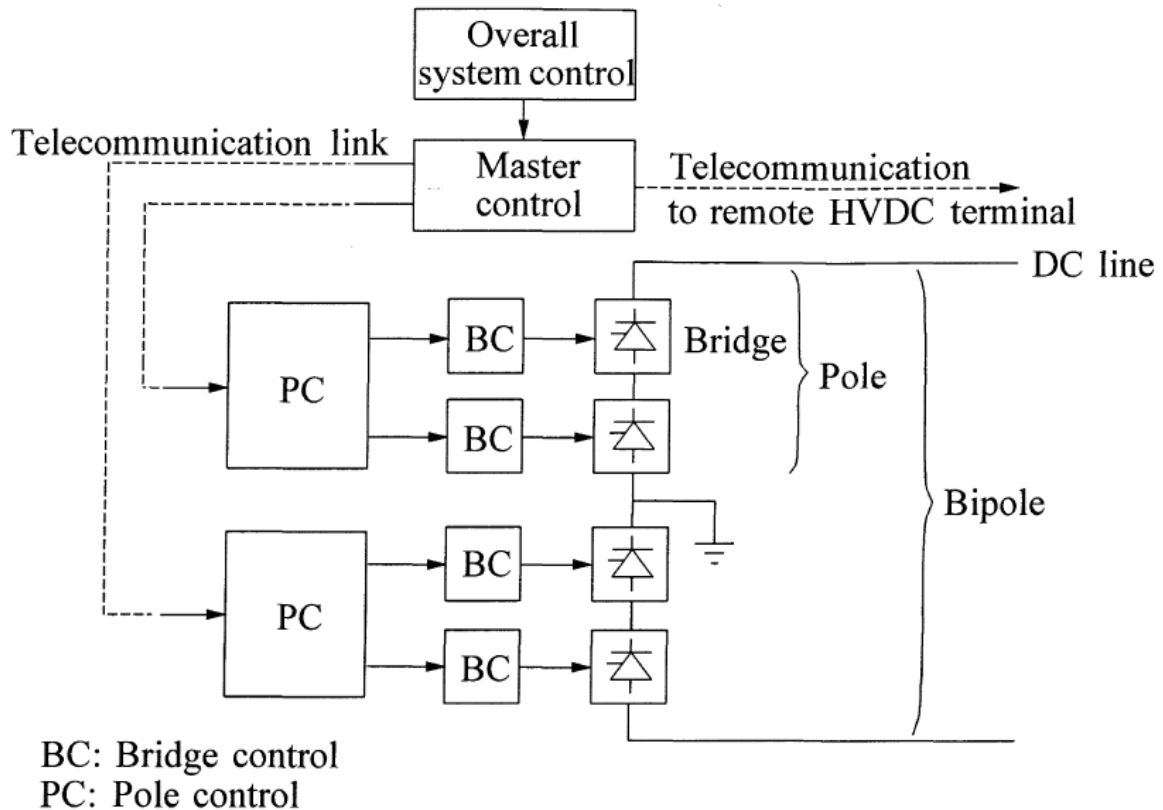 Overall
system control
Telecommunication link
Master
control
Telecommunication
to remote HVDC terminal
DC line
PC
BC
BC
Bridge
Pole
PC
BC
BC
Bipole
BC: Bridge control
PC: Pole control